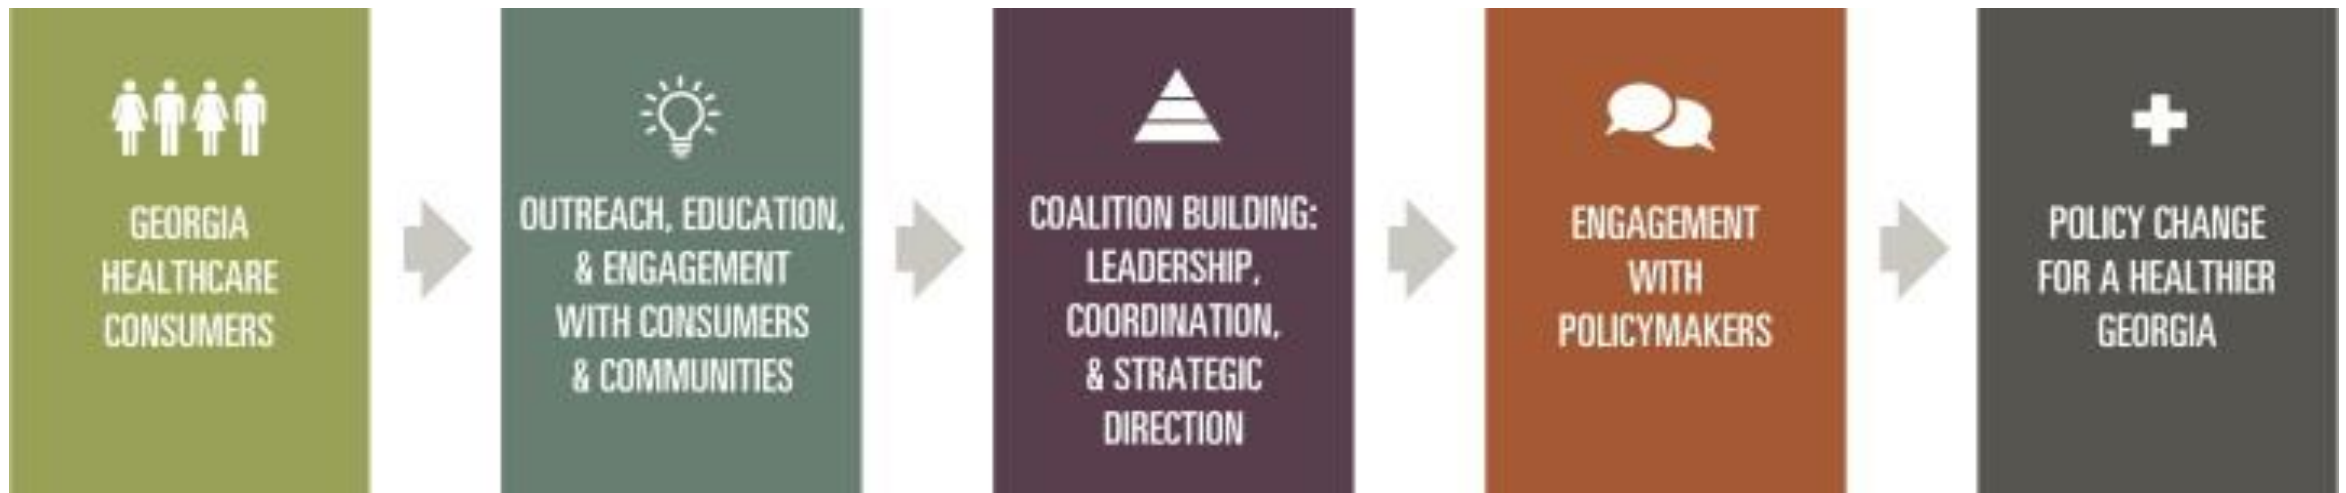 GEORGIA
HEALTHCARE
CONSUMERS
OUTREACH, EDUCATION,
& ENGAGEMENT
WITH CONSUMERS
& COMMUNITIES
COALITION BUILDING:
LEADERSHIP,
COORDINATION,
& STRATEGIC
DIRECTION
ENGAGEMENT
WITH
POLICYMAKERS
POLICY CHANGE
FOR A HEALTHIER
GEORGIA